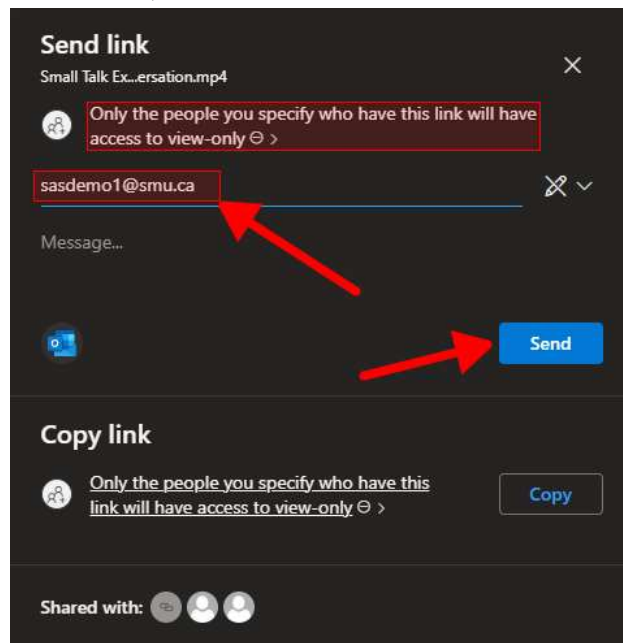 Send link
Small Talk Ex...ersation.mp4
Only the people you specify who have this link will have
access to view-only
sasdemo1@smu.ca
Message...
Send
Copy link
Only the people you specify who have this
link will have access to view-only
Copy
Shared with: